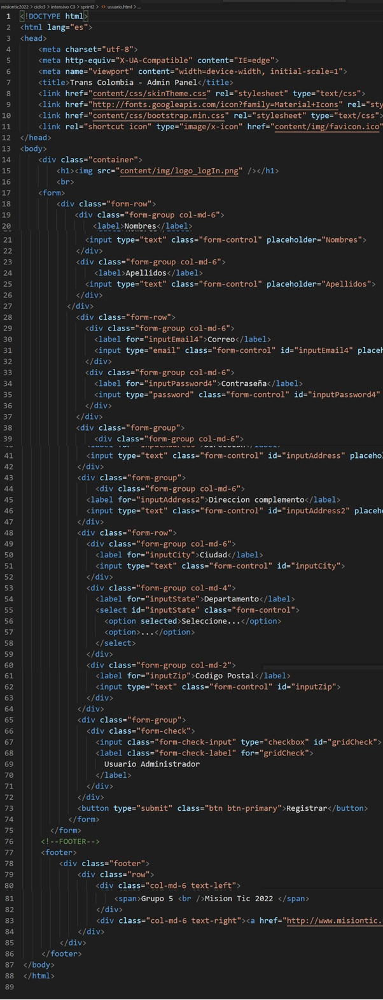 misiontic2022 > ciclo3 > intensivo C3 > sprint2 > <> usuario.html > ...
1 <!DOCTYPE html>
2 <html lang="es">
3 <head>
4 <meta charset="utf-8">
5 <meta http-equiv="X-UA-Compatible" content="IE=edge">
6 <meta name="viewport" content="width=device-width, initial-scale=1">
7 <title>Trans Colombia - Admin Panel</title>
8 <link href="content/css/skinTheme.css" rel="stylesheet" type="text/css">
9 <link href="http://fonts.googleapis.com/icon?family=Material+Icons" rel="sty
10 <link href="content/css/bootstrap.min.css" rel="stylesheet" type="text/css">
11 <link rel="shortcut icon" type="image/x-icon" href="content/img/favicon.ico"
12 </head>
13 <body>
14 <div class="container">
15 <h1><img src="content/img/logo_logIn.png" /></h1>
16 <br>
17 <form>
18 <div class="form-row">
19 <div class="form-group col-md-6">
20 <label>Nombres</label>
21 <input type="text" class="form-control" placeholder="Nombres">
22 </div>
23 <div class="form-group col-md-6">
24 <label>Apellidos</label>
25 <input type="text" class="form-control" placeholder="Apellidos">
26 </div>
27 </div>
28 <div class="form-row">
29 <div class="form-group col-md-6">
30 <label for="inputEmail4">Correo</label>
31 <input type="email" class="form-control" id="inputEmail4" placeh
32 </div>
33 <div class="form-group col-md-6">
34 <label for="inputPassword4">Contraseña</label>
35 <input type="password" class="form-control" id="inputPassword4"
36 </div>
37 </div>
38 <div class="form-group">
39 <div class="form-group col-md-6">
41 <input type="text" class="form-control" id="inputAddress" placehol
42 </div>
43 <div class="form-group">
44 <div class="form-group col-md-6">
45 <label for="inputAddress2">Direccion complemento</label>
46 <input type="text" class="form-control" id="inputAddress2" placeho
47 </div>
48 <div class="form-row">
49 <div class="form-group col-md-6">
50 <label for="inputCity">Ciudad</label>
51 <input type="text" class="form-control" id="inputCity">
52 </div>
53 <div class="form-group col-md-4">
54 <label for="inputState">Departamento</label>
55 <select id="inputState" class="form-control">
56 <option selected>Seleccione...</option>
57 <option>...</option>
58 </select>
59 </div>
60 <div class="form-group col-md-2">
61 <label for="inputZip">Codigo Postal</label>
62 <input type="text" class="form-control" id="inputZip">
63 </div>
64 </div>
65 <div class="form-group">
66 <div class="form-check">
67 <input class="form-check-input" type="checkbox" id="gridCheck">
68 <label class="form-check-label" for="gridCheck">
69 Usuario Administrador
70 </label>
71 </div>
72 </div>
73 <button type="submit" class="btn btn-primary">Registrar</button>
74 </form>
75 </form>
76 <!--FOOTER-->
77 <footer>
78 <div class="footer">
79 <div class="row">
80 <div class="col-md-6 text-left">
81 <span>Grupo 5 <br />Mision Tic 2022 </span>
82 </div>
83 <div class="col-md-6 text-right"><a href="http://www.misiontic.
84 </div>
85 </div>
86 </footer>
87 </body>
88 </html>
89